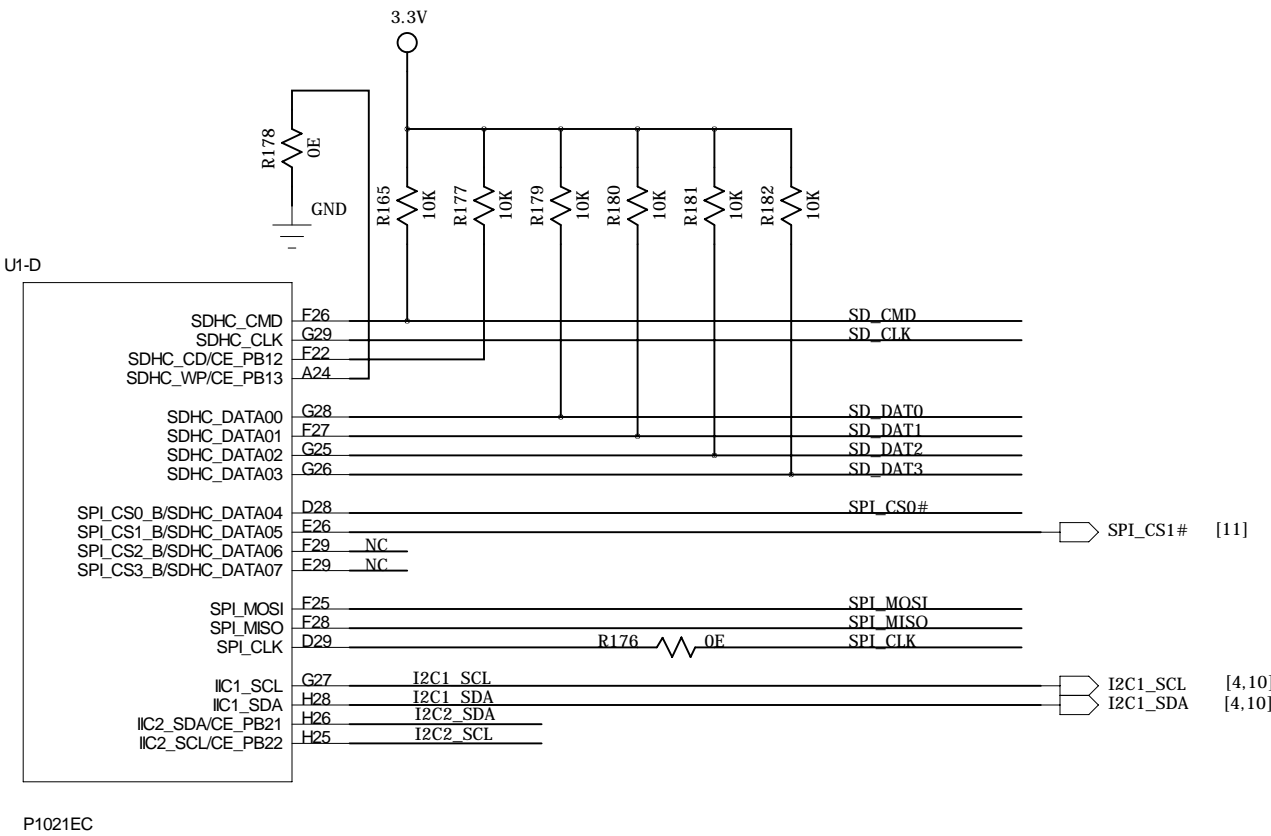 3.3V
R178
0E
GND
R165 10K R177 10K R179 10K R180 10K R181 10K R182 10K
U1-D
SDHC_CMD F26 SD_CMD
SDHC_CLK G29 SD_CLK
SDHC_CD/CE_PB12 F22
SDHC_WP/CE_PB13 A24
SDHC_DATA00 G28 SD_DAT0
SDHC_DATA01 F27 SD_DAT1
SDHC_DATA02 G25 SD_DAT2
SDHC_DATA03 G26 SD_DAT3
SPI_CS0_B/SDHC_DATA04 D28 SPI_CS0#
SPI_CS1_B/SDHC_DATA05 E26 SPI_CS1# [11]
SPI_CS2_B/SDHC_DATA06 F29 NC
SPI_CS3_B/SDHC_DATA07 E29 NC
SPI_MOSI F25 SPI_MOSI
SPI_MISO F28 SPI_MISO
SPI_CLK D29 R176 0E SPI_CLK
IIC1_SCL G27 I2C1_SCL I2C1_SCL [4,10]
IIC1_SDA H28 I2C1_SDA I2C1_SDA [4,10]
IIC2_SDA/CE_PB21 H26 I2C2_SDA
IIC2_SCL/CE_PB22 H25 I2C2_SCL
P1021EC